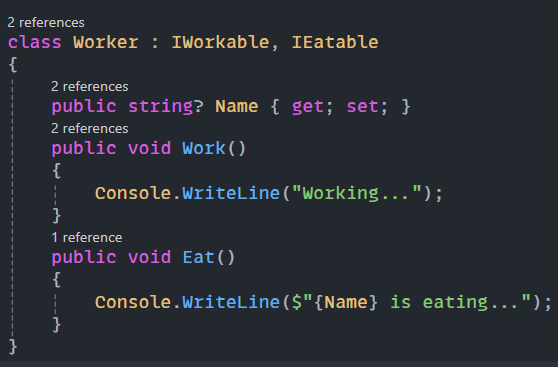 2 references
class Worker : IWorkable, IEatable
{
2 references
public string? Name { get; set; }
2 references
public void Work()
{
Console.WriteLine("Working...");
}
1 reference
public void Eat()
{
Console.WriteLine($"{Name} is eating...");
}
}